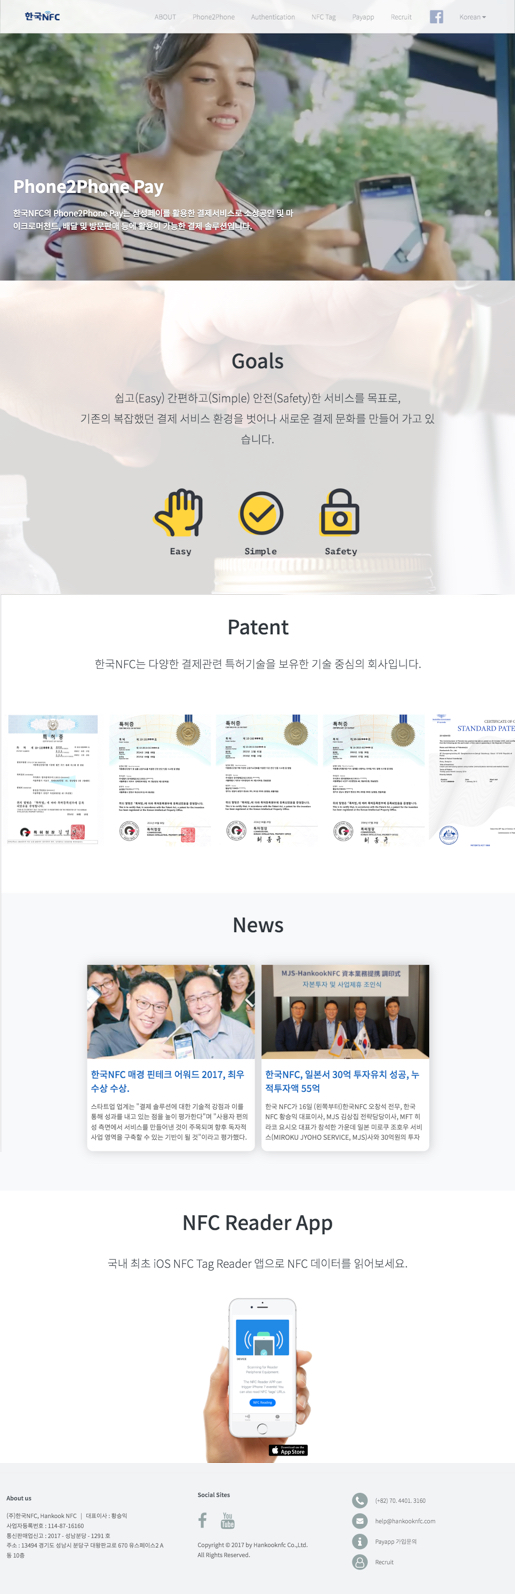 한국NFC
ABOUT Phone2Phone Authentication NFC Tag Payapp Recruit Korean
Phone2Phone Pay
한국NFC의 Phone2Phone Pay는 삼성페이를 활용한 결제서비스로 소상공인 및 마
이크로머천트, 배달 및 방문판매 등에 활용이 가능한 결제 솔루션입니다.
Goals
쉽고(Easy) 간편하고(Simple) 안전(Safety)한 서비스를 목표로,
기존의 복잡했던 결제 서비스 환경을 벗어나 새로운 결제 문화를 만들어 가고 있
습니다.
Easy Simple Safety
Patent
한국NFC는 다양한 결제관련 특허기술을 보유한 기술 중심의 회사입니다.
특허증
특허증
특허증
특허증
STANDARD PATE
News
MJS-HankookNFC 資本業務提携 調印式
자본투자 및 사업제휴 조인식
한국NFC 매경 핀테크 어워드 2017, 최우
수상 수상.
스타트업 업계는 "결제 솔루션에 대한 기술적 강점과 이를
통해 성과를 내고 있는 점을 높이 평가한다"며 "사용자 편의
성 측면에서 서비스를 만들어낸 것이 주목되며 향후 독자적
사업 영역을 구축할 수 있는 기반이 될 것"이라고 평가했다.
한국NFC, 일본서 30억 투자유치 성공, 누
적투자액 55억
한국 NFC가 16일 (왼쪽부터)한국NFC 오창석 전무, 한국
NFC 황승익 대표이사, MJS 김상집 전략담당이사, MFT 히
라코 요시오 대표가 참석한 가운데 일본 미로쿠 조호우 서비
스(MIROKU JYOHO SERVICE, MJS)사와 30억원의 투자
NFC Reader App
국내 최초 iOS NFC Tag Reader 앱으로 NFC 데이터를 읽어보세요.
App Store
About us
(주)한국NFC, Hankook NFC | 대표이사 : 황승익
사업자등록번호 : 114-87-16160
통신판매업신고 : 2017 - 성남분당 - 1291 호
주소 : 13494 경기도 성남시 분당구 대왕판교로 670 유스페이스2 A
동 10층
Social Sites
You Tube
Copyright © 2017 by Hankooknfc Co.,Ltd.
All Rights Reserved.
(+82) 70. 4401. 3160
help@hankooknfc.com
Payapp 가입문의
Recruit